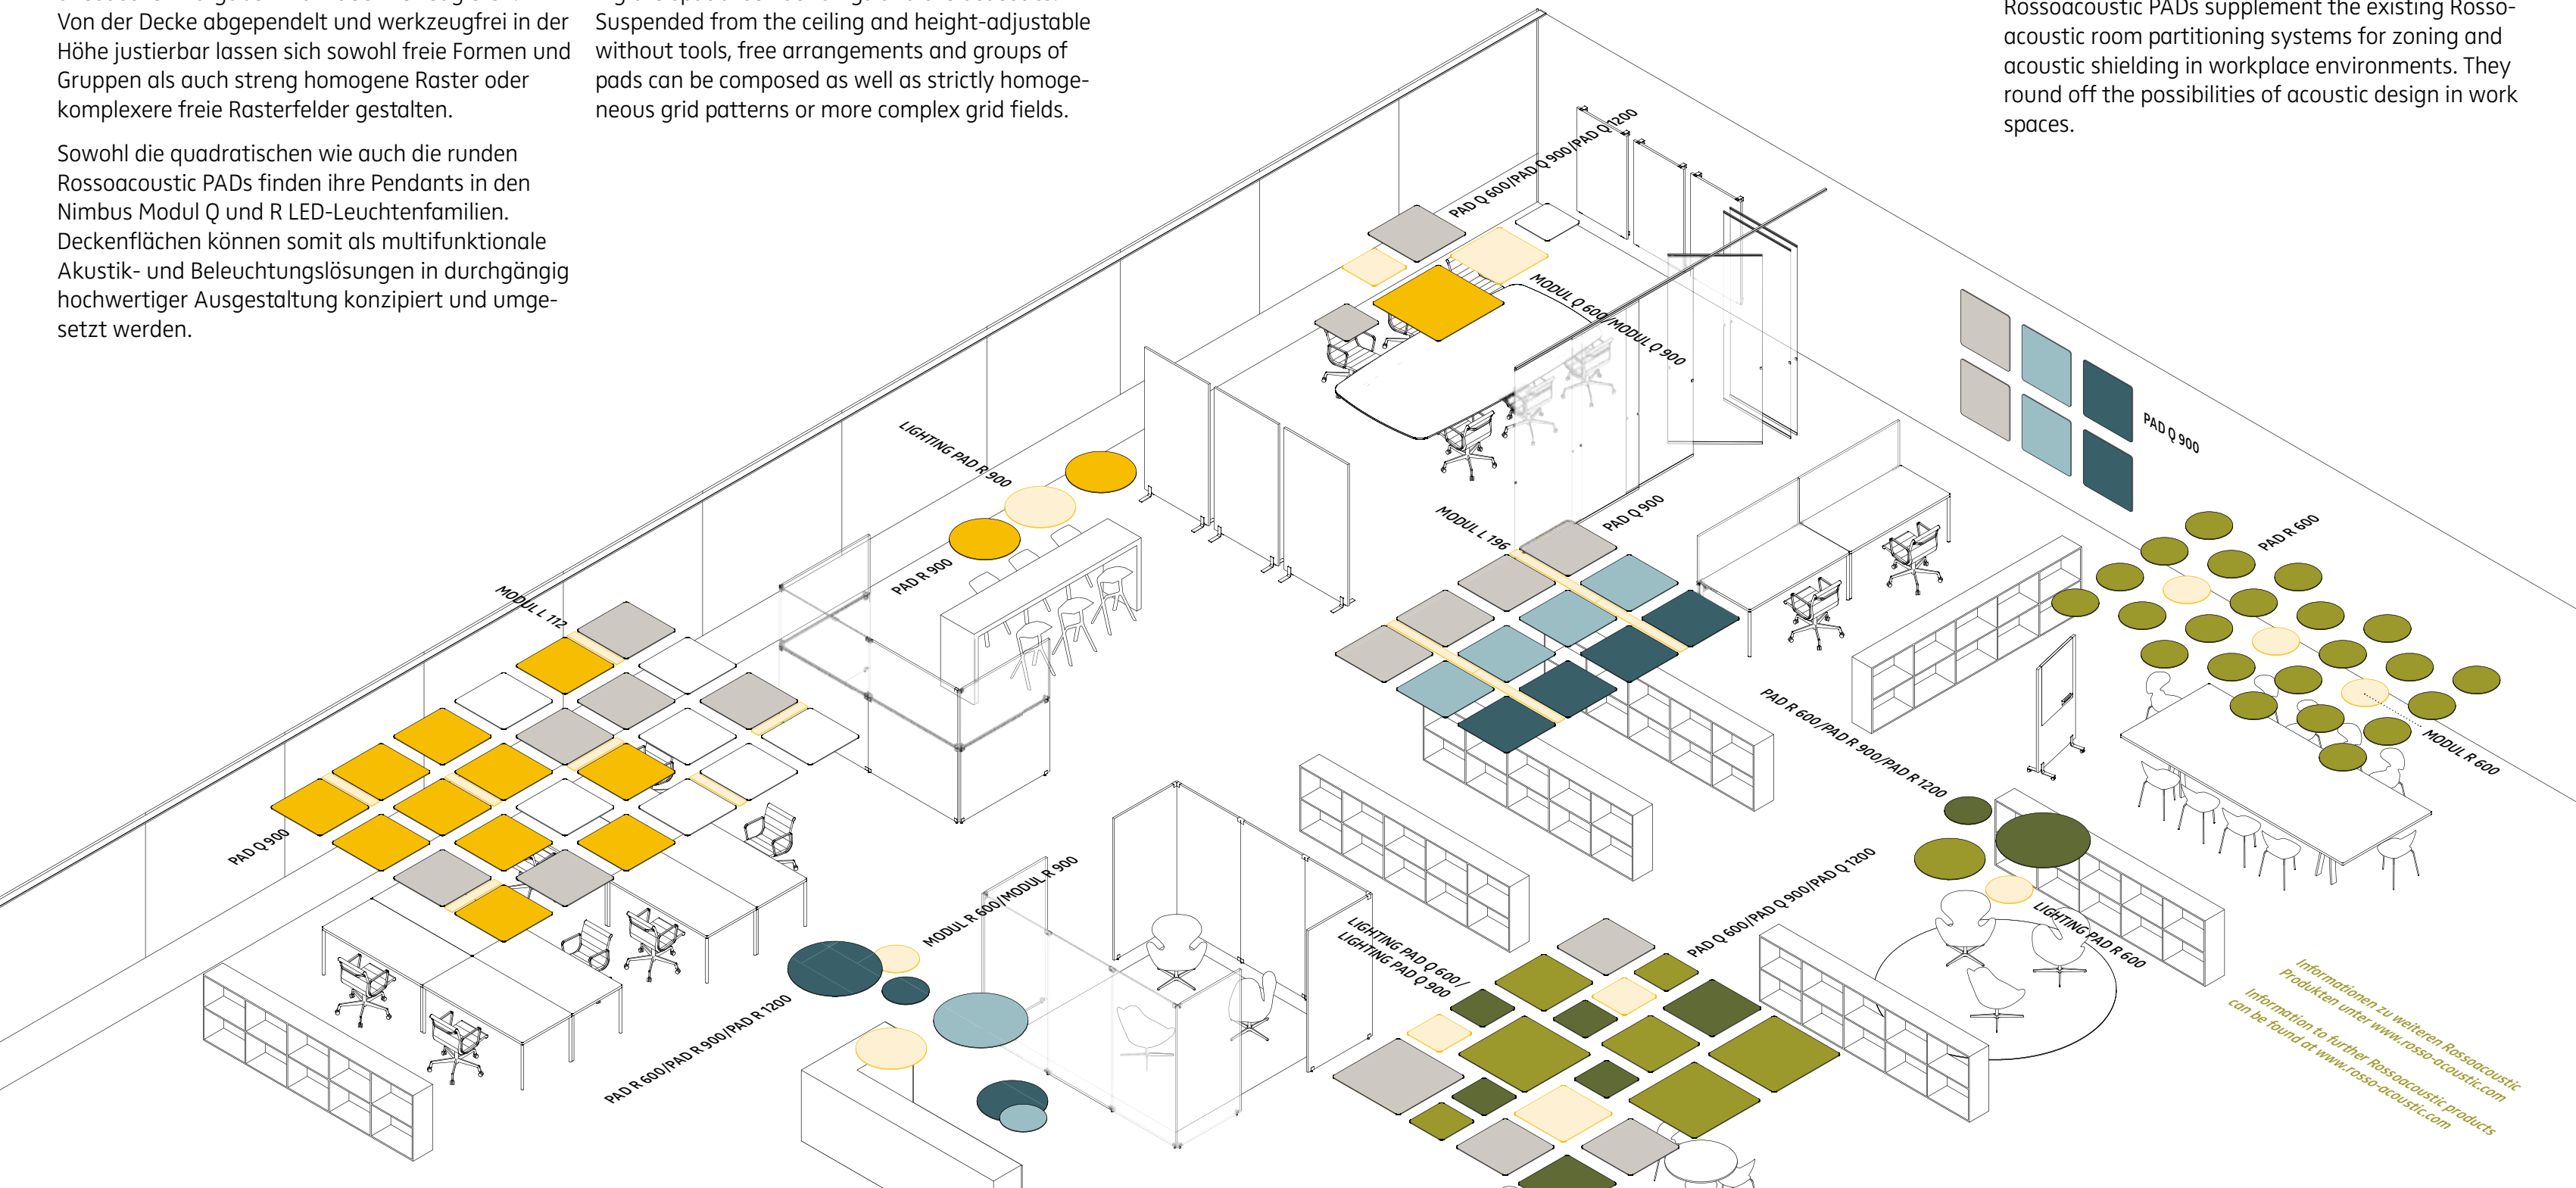 Von der Decke abgependelt und werkzeugfrei in der
Höhe justierbar lassen sich sowohl freie Formen und
Gruppen als auch streng homogene Raster oder
komplexere freie Rasterfelder gestalten.
Sowohl die quadratischen wie auch die runden
Rossoacoustic PADs finden ihre Pendants in den
Nimbus Modul Q und R LED-Leuchtenfamilien.
Deckenflächen können somit als multifunktionale
Akustik- und Beleuchtungslösungen in durchgängig
hochwertiger Ausgestaltung konzipiert und umge-
setzt werden.
Suspended from the ceiling and height-adjustable
without tools, free arrangements and groups of
pads can be composed as well as strictly homoge-
neous grid patterns or more complex grid fields.
Rossoacoustic PADs supplement the existing Rosso-
acoustic room partitioning systems for zoning and
acoustic shielding in workplace environments. They
round off the possibilities of acoustic design in work
spaces.
PAD Q 600/PAD Q 900/PAD Q 1200
MODUL Q 600/MODUL Q 900
PAD Q 900
LIGHTING PAD R 900
PAD R 900
MODUL L 196
PAD Q 900
PAD R 600
MODUL L 112
PAD R 600/PAD R 900/PAD R 1200
MODUL R 600
PAD Q 900
MODUL R 600/MODUL R 900
PAD R 600/PAD R 900/PAD R 1200
LIGHTING PAD Q 600/
LIGHTING PAD Q 900
PAD Q 600/PAD Q 900/PAD Q 1200
LIGHTING PAD R 600
Informationen zu weiteren Rossoacoustic
Produkten unter www.rosso-acoustic.com
Information to further Rossoacoustic products
can be found at www.rosso-acoustic.com